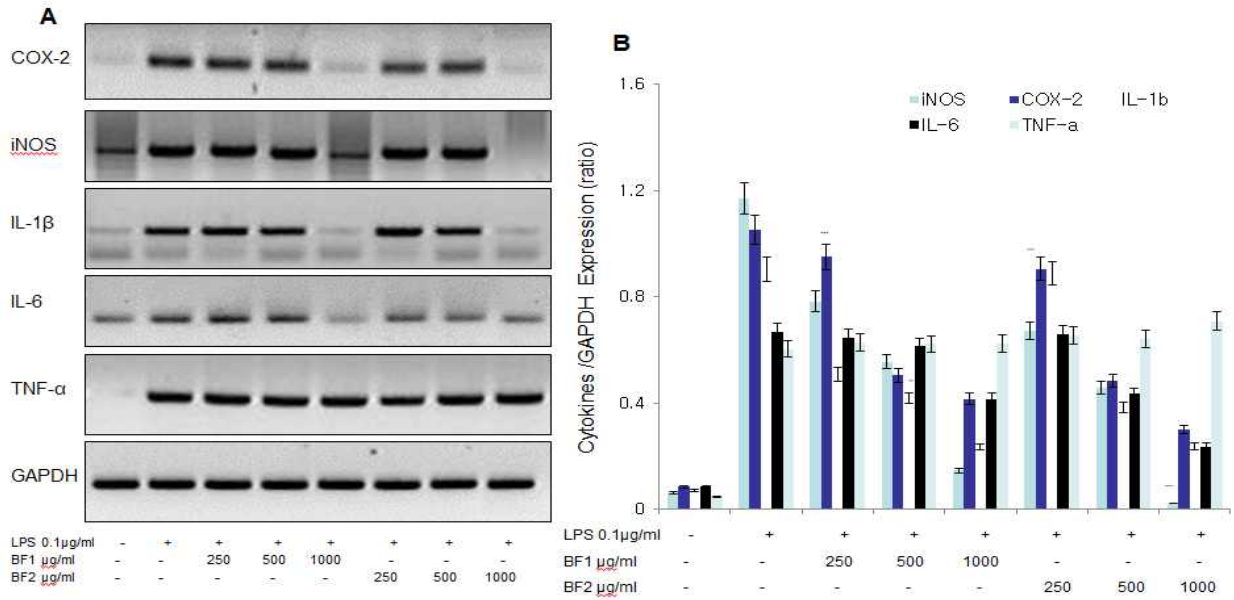 A
COX-2
iNOS
IL-1β
IL-6
TNF-α
GAPDH
LPS 0.1μg/ml - + + + + + + +
BF1 μg/ml - - 250 500 1000 - - -
BF2 μg/ml - - - - - 250 500 1000
B
Cytokines /GAPDH Expression (ratio)
1.6
1.2
0.8
0.4
0
iNOS COX-2 IL-1b
IL-6 TNF-a
LPS 0.1μg/ml - + + + + + + +
BF1 μg/ml - - 250 500 1000 - - -
BF2 μg/ml - - - - - 250 500 1000